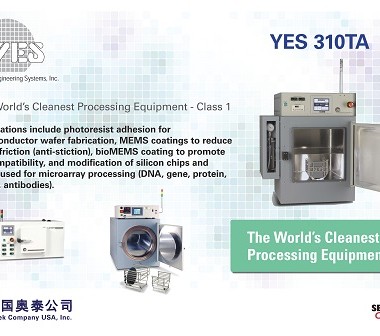 YES
YES 310TA
gineering Systems, Inc.
World's Cleanest Processing Equipment - Class 1
ations include photoresist adhesion for
conductor wafer fabrication, MEMS coatings to reduce
friction (anti-stiction), bioMEMS coating to promote
mpatibility, and modification of silicon chips and
used for microarray processing (DNA, gene, protein,
, antibodies).
The World's Cleanest
Processing Equipment
国奥泰公司
ek Company USA, Inc.
SE